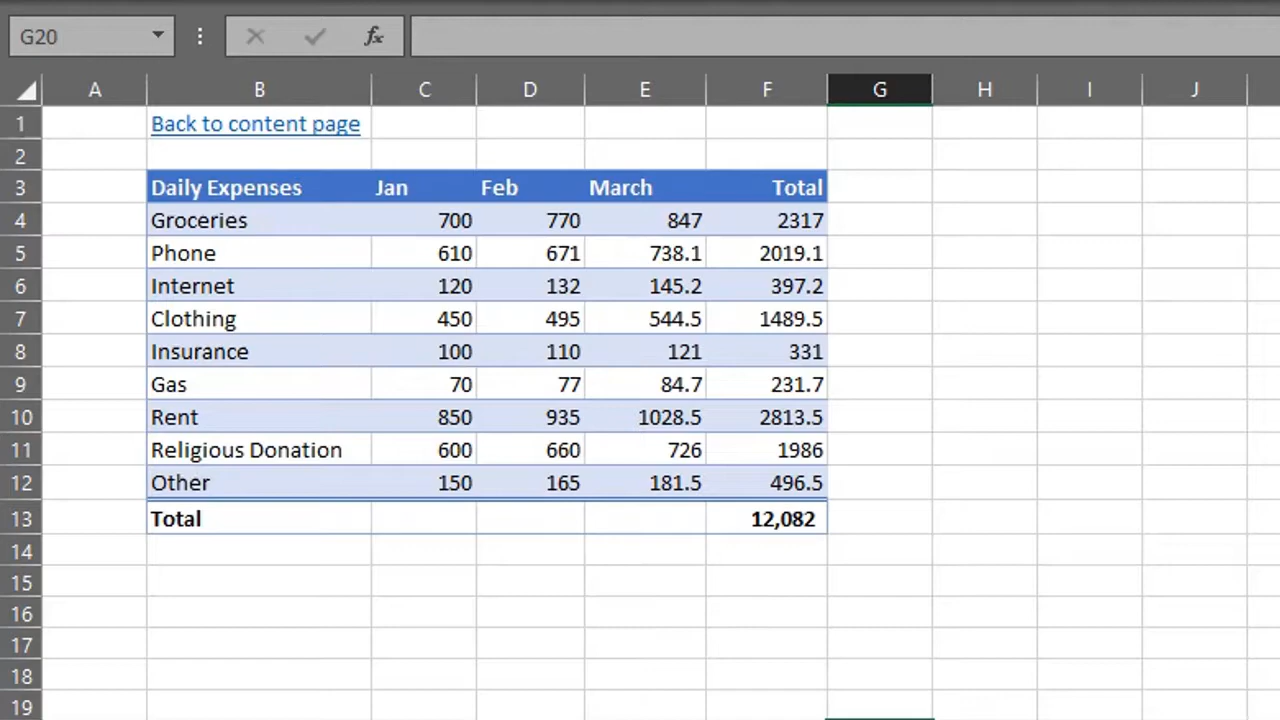 G20 fx
A B C D E F G H I J
1 Back to content page
2
3 Daily Expenses Jan Feb March Total
4 Groceries 700 770 847 2317
5 Phone 610 671 738.1 2019.1
6 Internet 120 132 145.2 397.2
7 Clothing 450 495 544.5 1489.5
8 Insurance 100 110 121 331
9 Gas 70 77 84.7 231.7
10 Rent 850 935 1028.5 2813.5
11 Religious Donation 600 660 726 1986
12 Other 150 165 181.5 496.5
13 Total 12,082
14
15
16
17
18
19